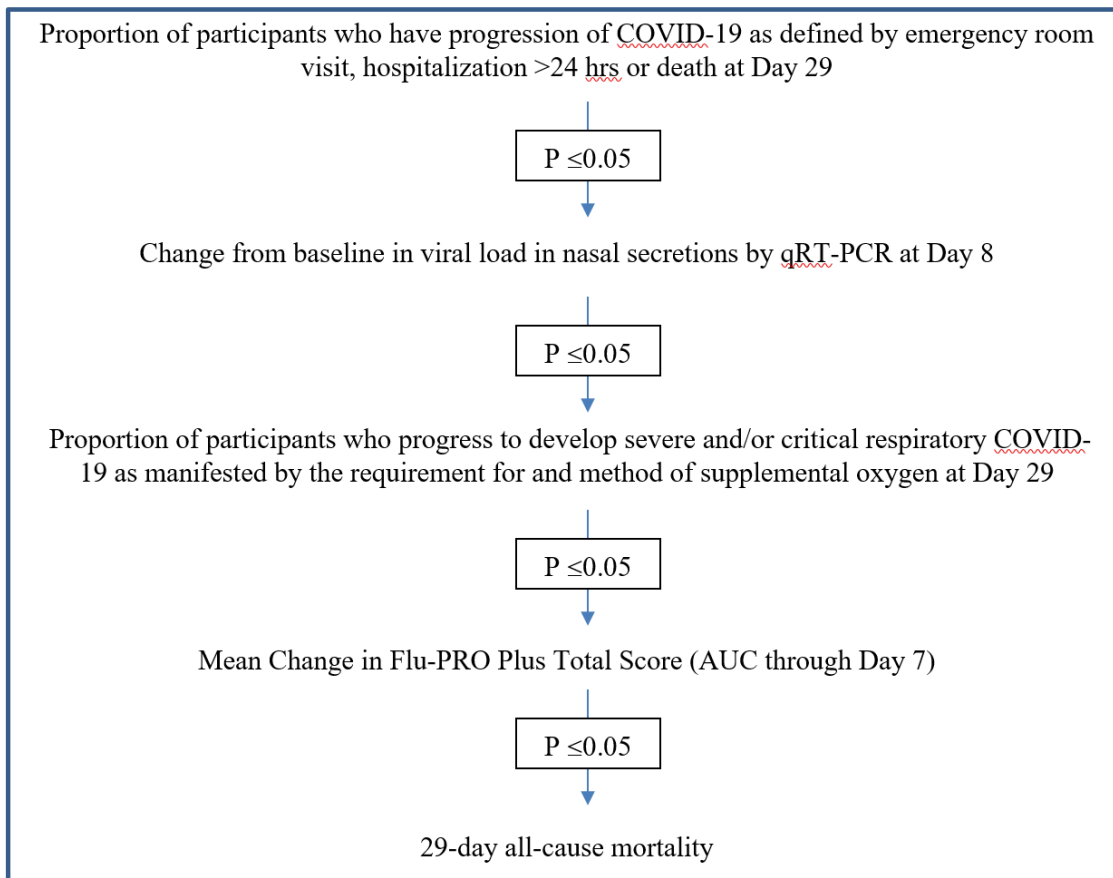 Proportion of participants who have progression of COVID-19 as defined by emergency room
visit, hospitalization >24 hrs or death at Day 29
P ≤0.05
Change from baseline in viral load in nasal secretions by qRT-PCR at Day 8
P ≤0.05
Proportion of participants who progress to develop severe and/or critical respiratory COVID-
19 as manifested by the requirement for and method of supplemental oxygen at Day 29
P ≤0.05
Mean Change in Flu-PRO Plus Total Score (AUC through Day 7)
P ≤0.05
29-day all-cause mortality